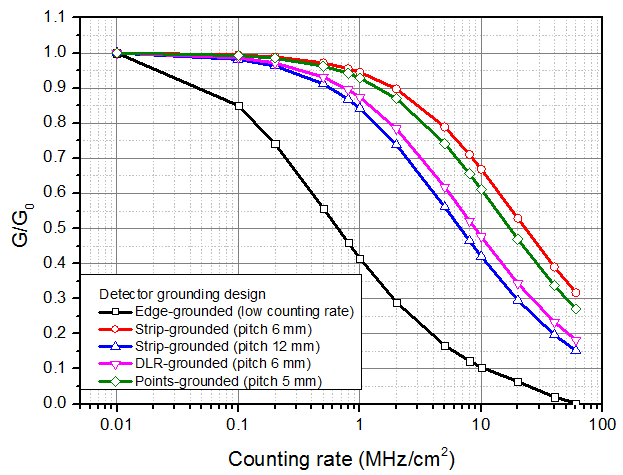 1.1
1.0
0.9
0.8
0.7
0.6
0.5
0.4
0.3
0.2
0.1
0.0
G/G₀
Detector grounding design
Edge-grounded (low counting rate)
Strip-grounded (pitch 6 mm)
Strip-grounded (pitch 12 mm)
DLR-grounded (pitch 6 mm)
Points-grounded (pitch 5 mm)
0.01 0.1 1 10 100
Counting rate (MHz/cm²)